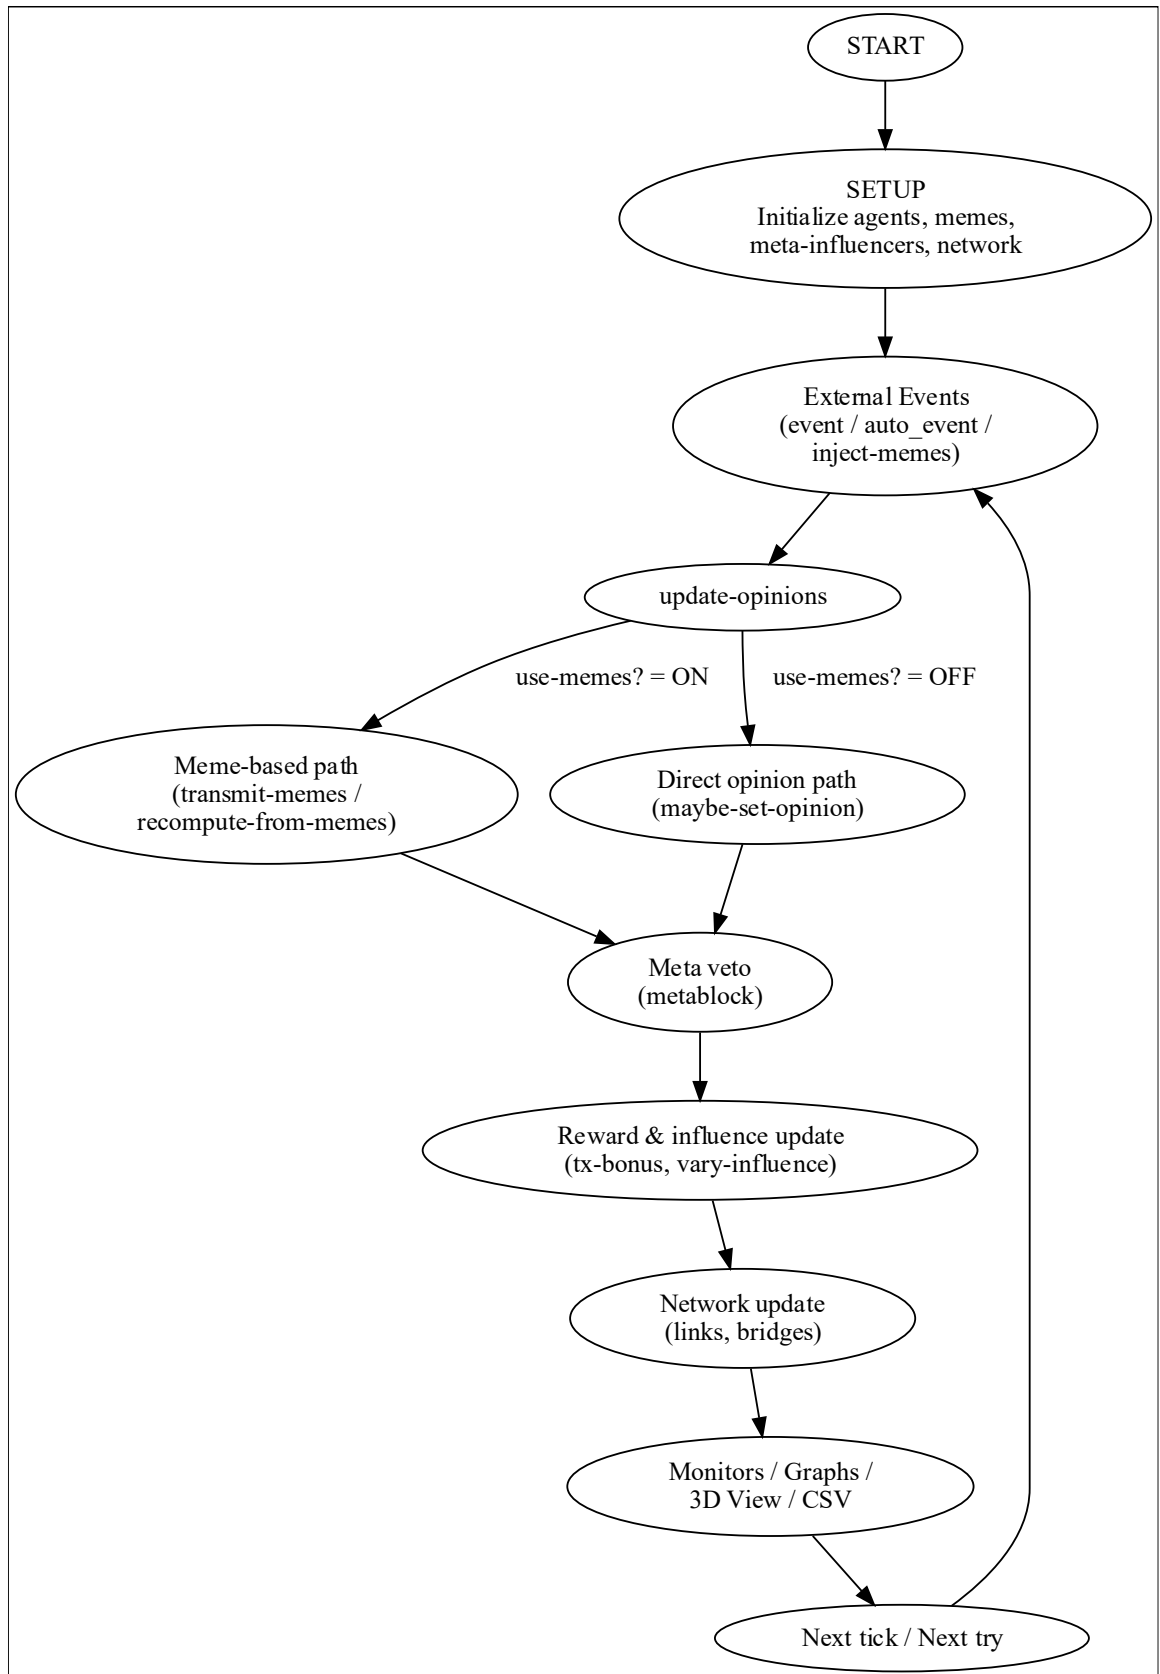 START
SETUP
Initialize agents, memes,
meta-influencers, network
External Events
(event / auto_event /
inject-memes)
update-opinions
use-memes? = ON
use-memes? = OFF
Meme-based path
(transmit-memes /
recompute-from-memes)
Direct opinion path
(maybe-set-opinion)
Meta veto
(metablock)
Reward & influence update
(tx-bonus, vary-influence)
Network update
(links, bridges)
Monitors / Graphs /
3D View / CSV
Next tick / Next try